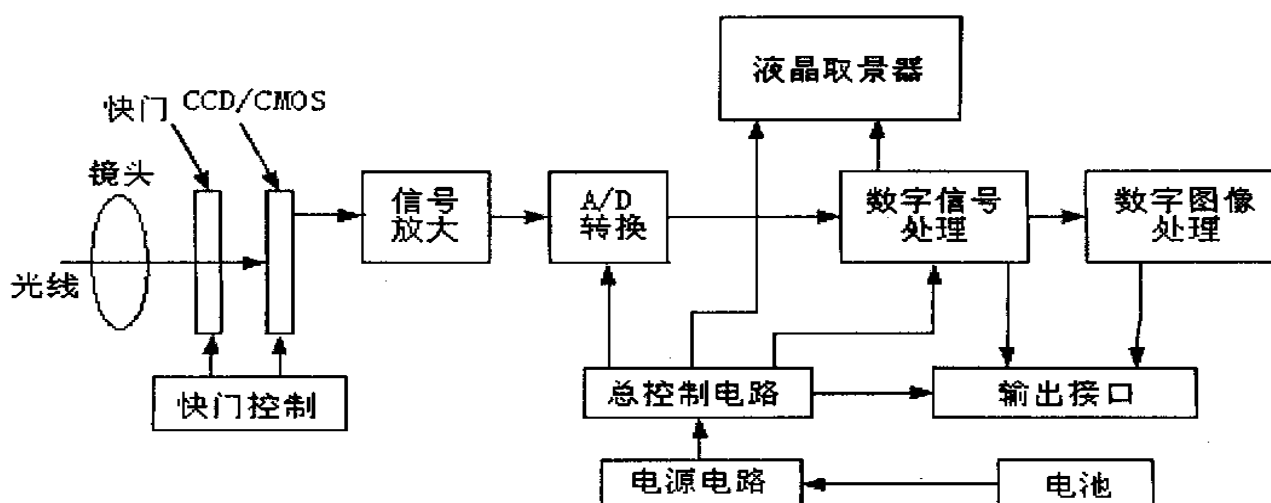 液晶取景器
快门
CCD/CMOS
镜头
信号
放大
A/D
转换
数字信号
处理
数字图像
处理
光线
快门控制
总控制电路
输出接口
电源电路
电池